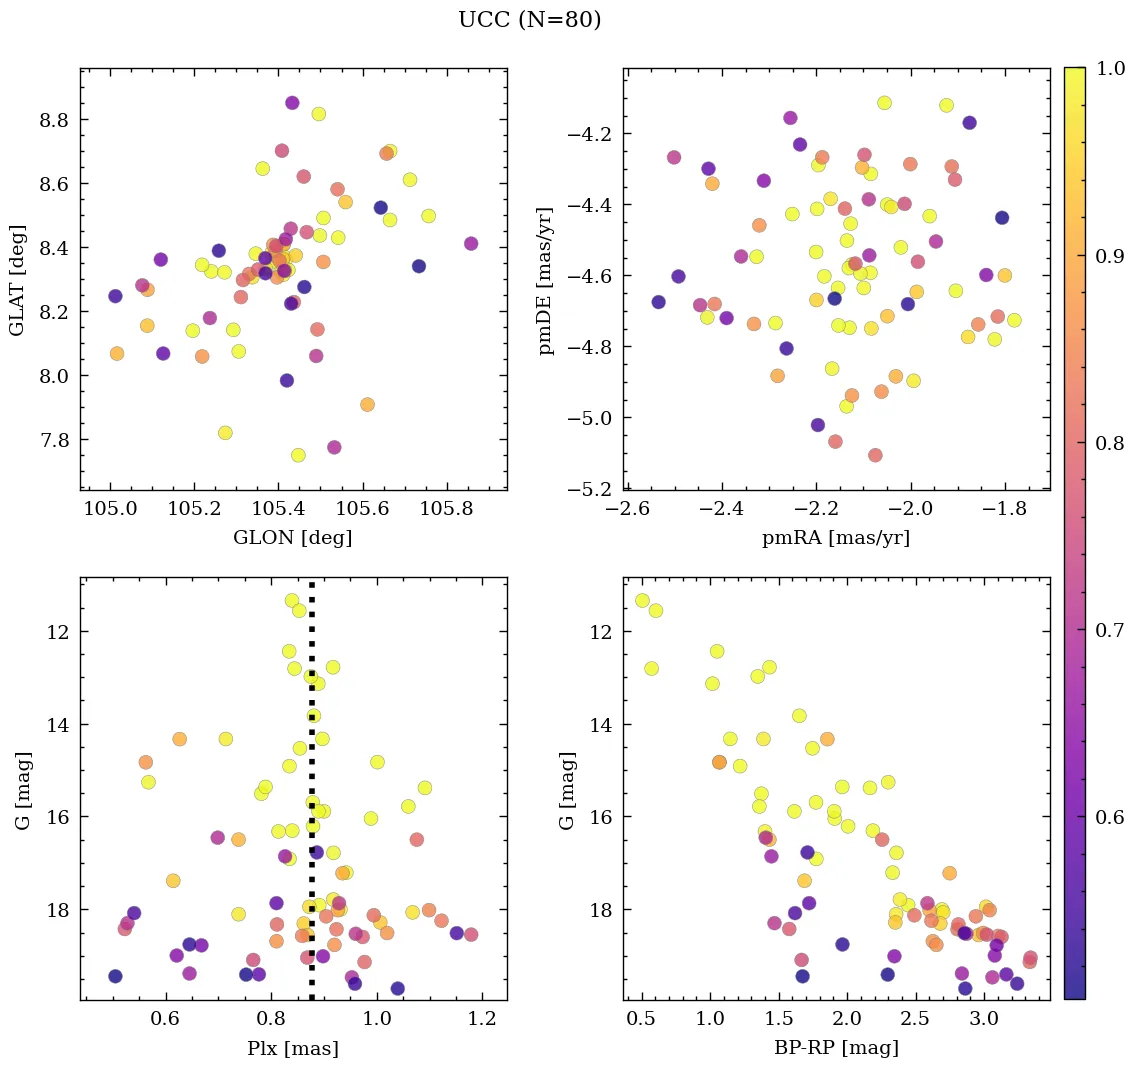 UCC (N=80)
8.8
8.6
8.4
8.2
8.0
7.8
GLAT [deg]
105.0 105.2 105.4 105.6 105.8
GLON [deg]
−4.2
−4.4
−4.6
−4.8
−5.0
−5.2
pmDE [mas/yr]
−2.6 −2.4 −2.2 −2.0 −1.8
pmRA [mas/yr]
1.0
0.9
0.8
0.7
0.6
12
14
16
18
G [mag]
0.6 0.8 1.0 1.2
Plx [mas]
12
14
16
18
G [mag]
0.5 1.0 1.5 2.0 2.5 3.0
BP-RP [mag]